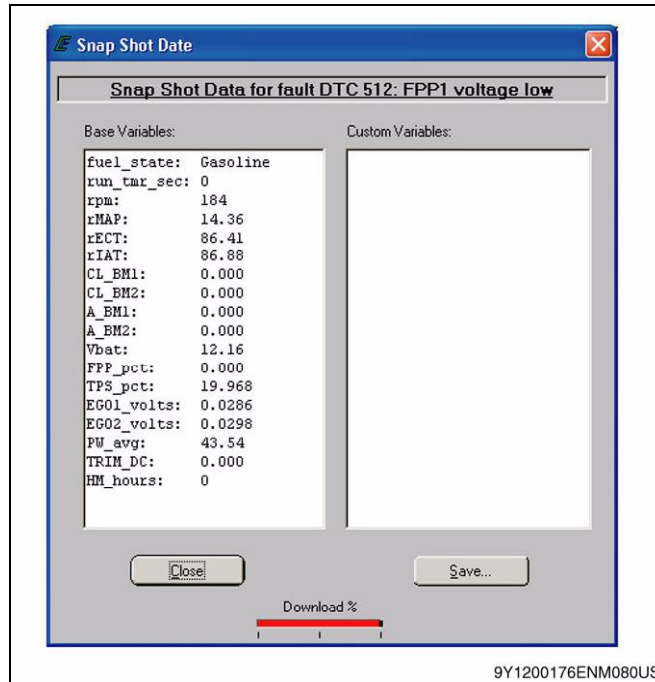 Snap Shot Date
Snap Shot Data for fault DTC 512: FPP1 voltage low
Base Variables:
Custom Variables:
fuel_state: Gasoline
run_tmr_sec: 0
rpm: 184
rMAP: 14.36
rECT: 86.41
rIAT: 86.88
CL_BM1: 0.000
CL_BM2: 0.000
A_BM1: 0.000
A_BM2: 0.000
Vbat: 12.16
FPP_pct: 0.000
TPS_pct: 19.968
EGO1_volts: 0.0286
EGO2_volts: 0.0298
PW_avg: 43.54
TRIM_DC: 0.000
HM_hours: 0
Close
Save...
Download %
9Y1200176ENM080US